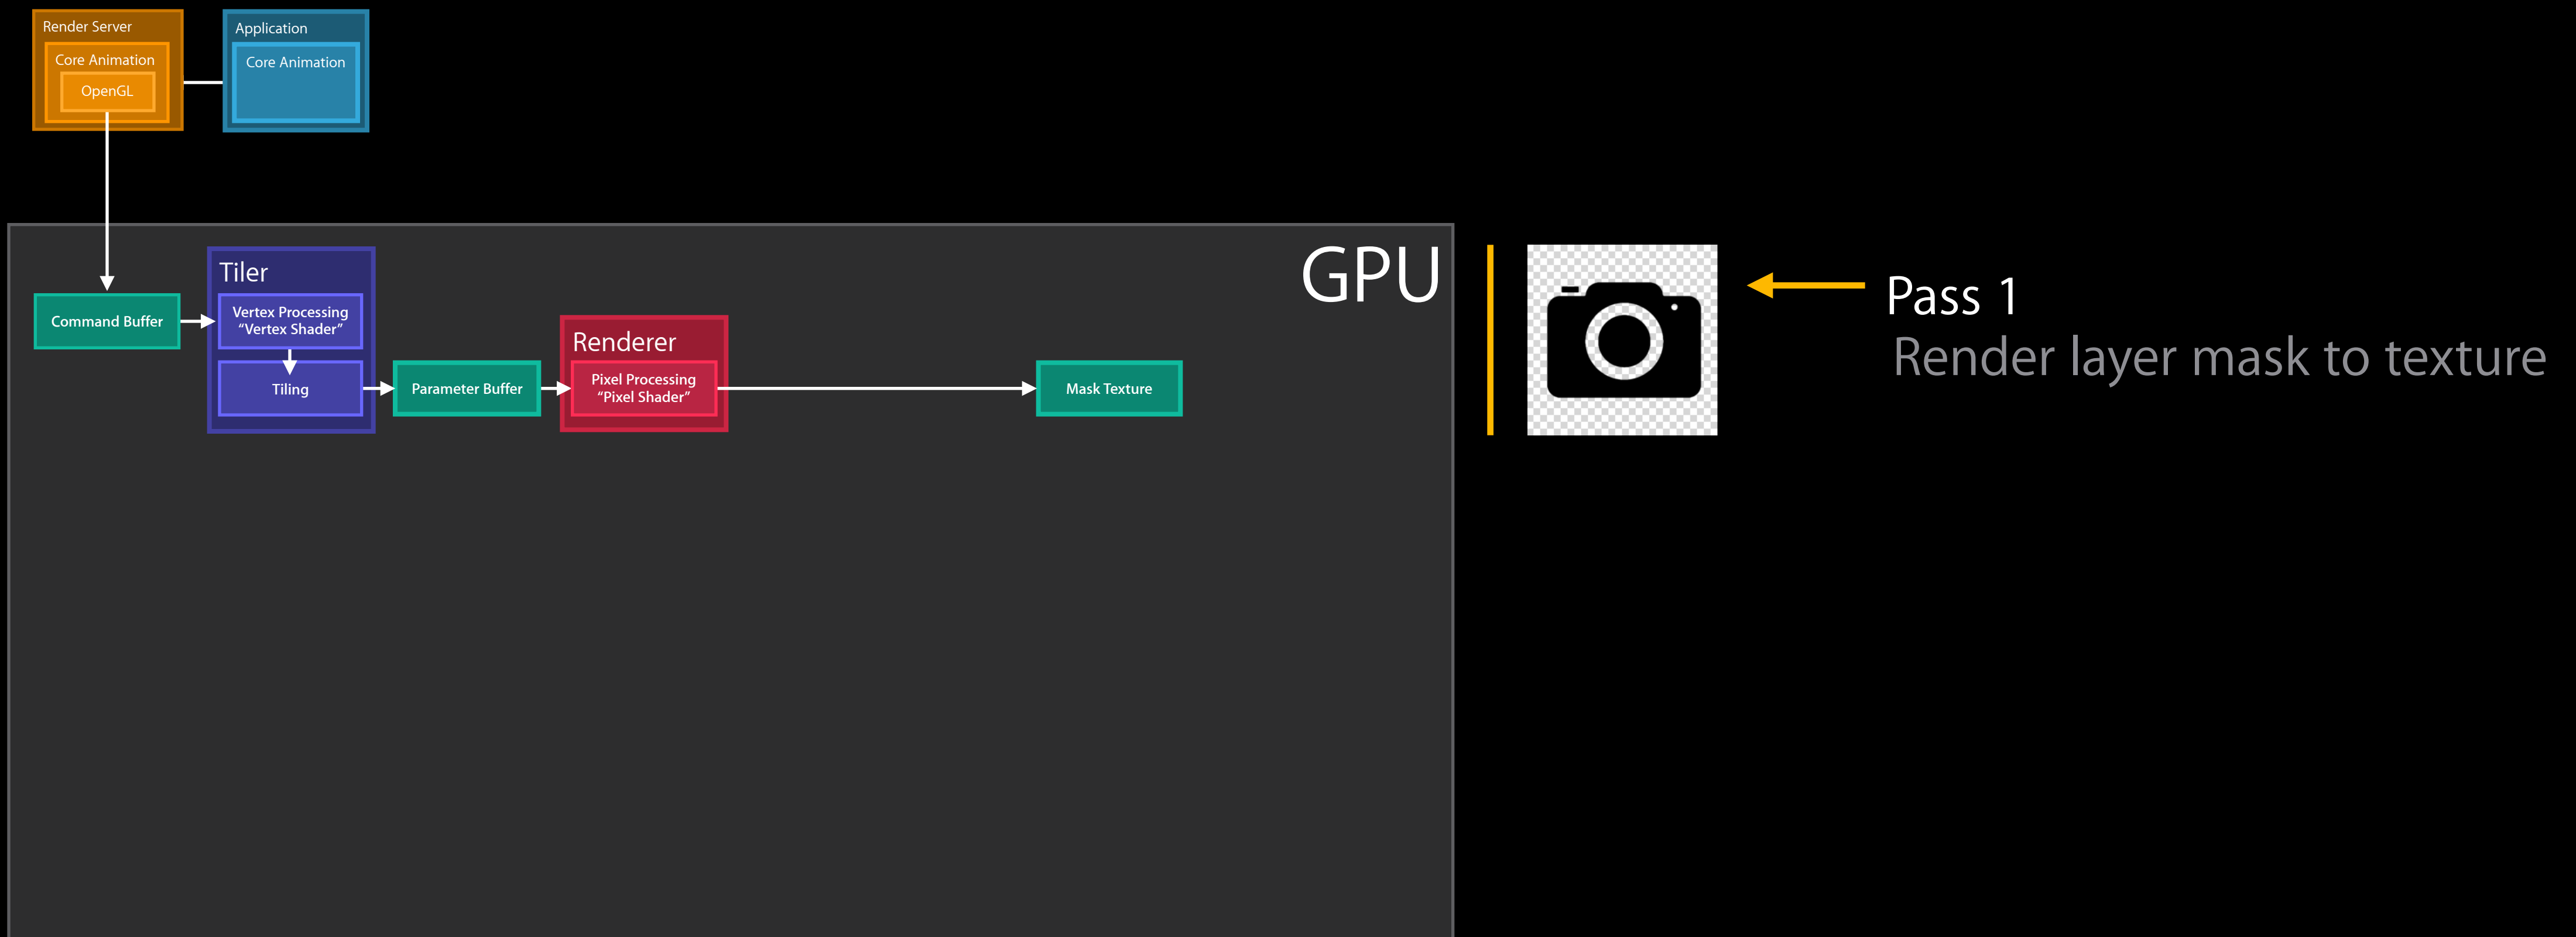 Render Server
Core Animation
OpenGL
Application
Core Animation
GPU
Command Buffer
Tiler
Vertex Processing
“Vertex Shader”
Tiling
Parameter Buffer
Renderer
Pixel Processing
“Pixel Shader”
Mask Texture
Pass 1
Render layer mask to texture